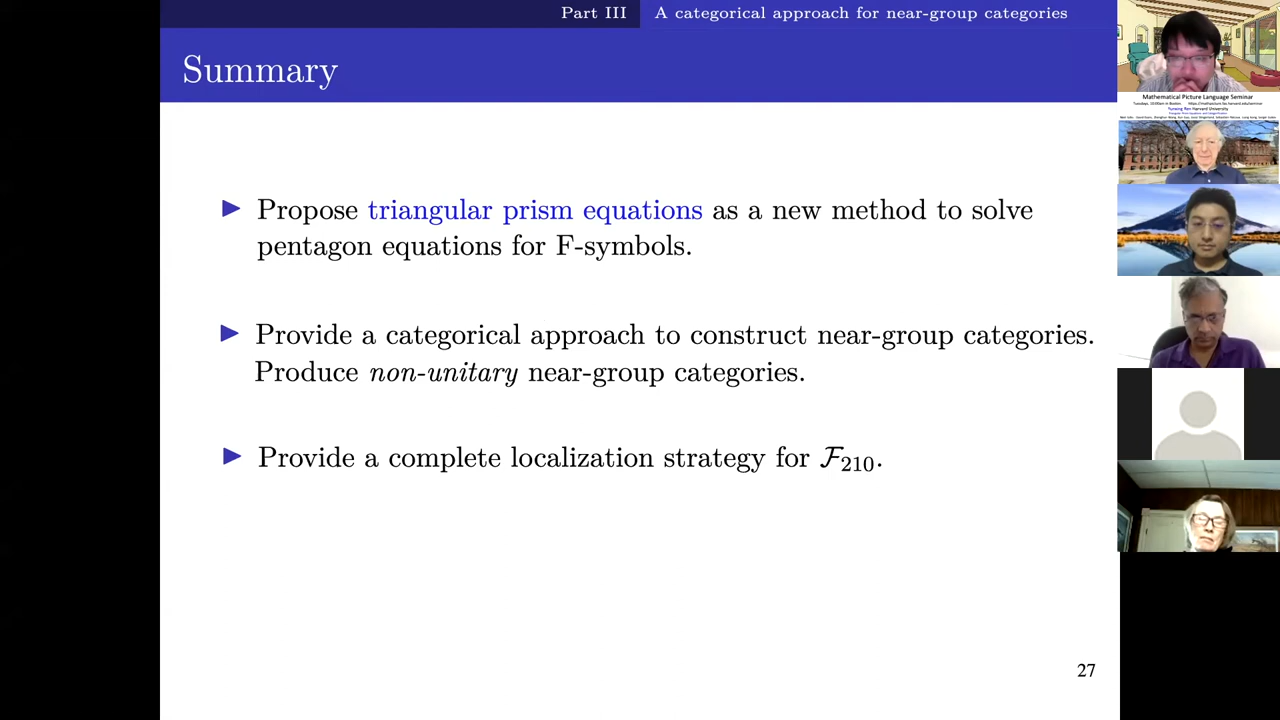 Part III A categorical approach for near-group categories
Summary
Propose triangular prism equations as a new method to solve
pentagon equations for F-symbols.
Provide a categorical approach to construct near-group categories.
Produce non-unitary near-group categories.
Provide a complete localization strategy for ℱ₂₁₀.
27
Mathematical Picture Language Seminar